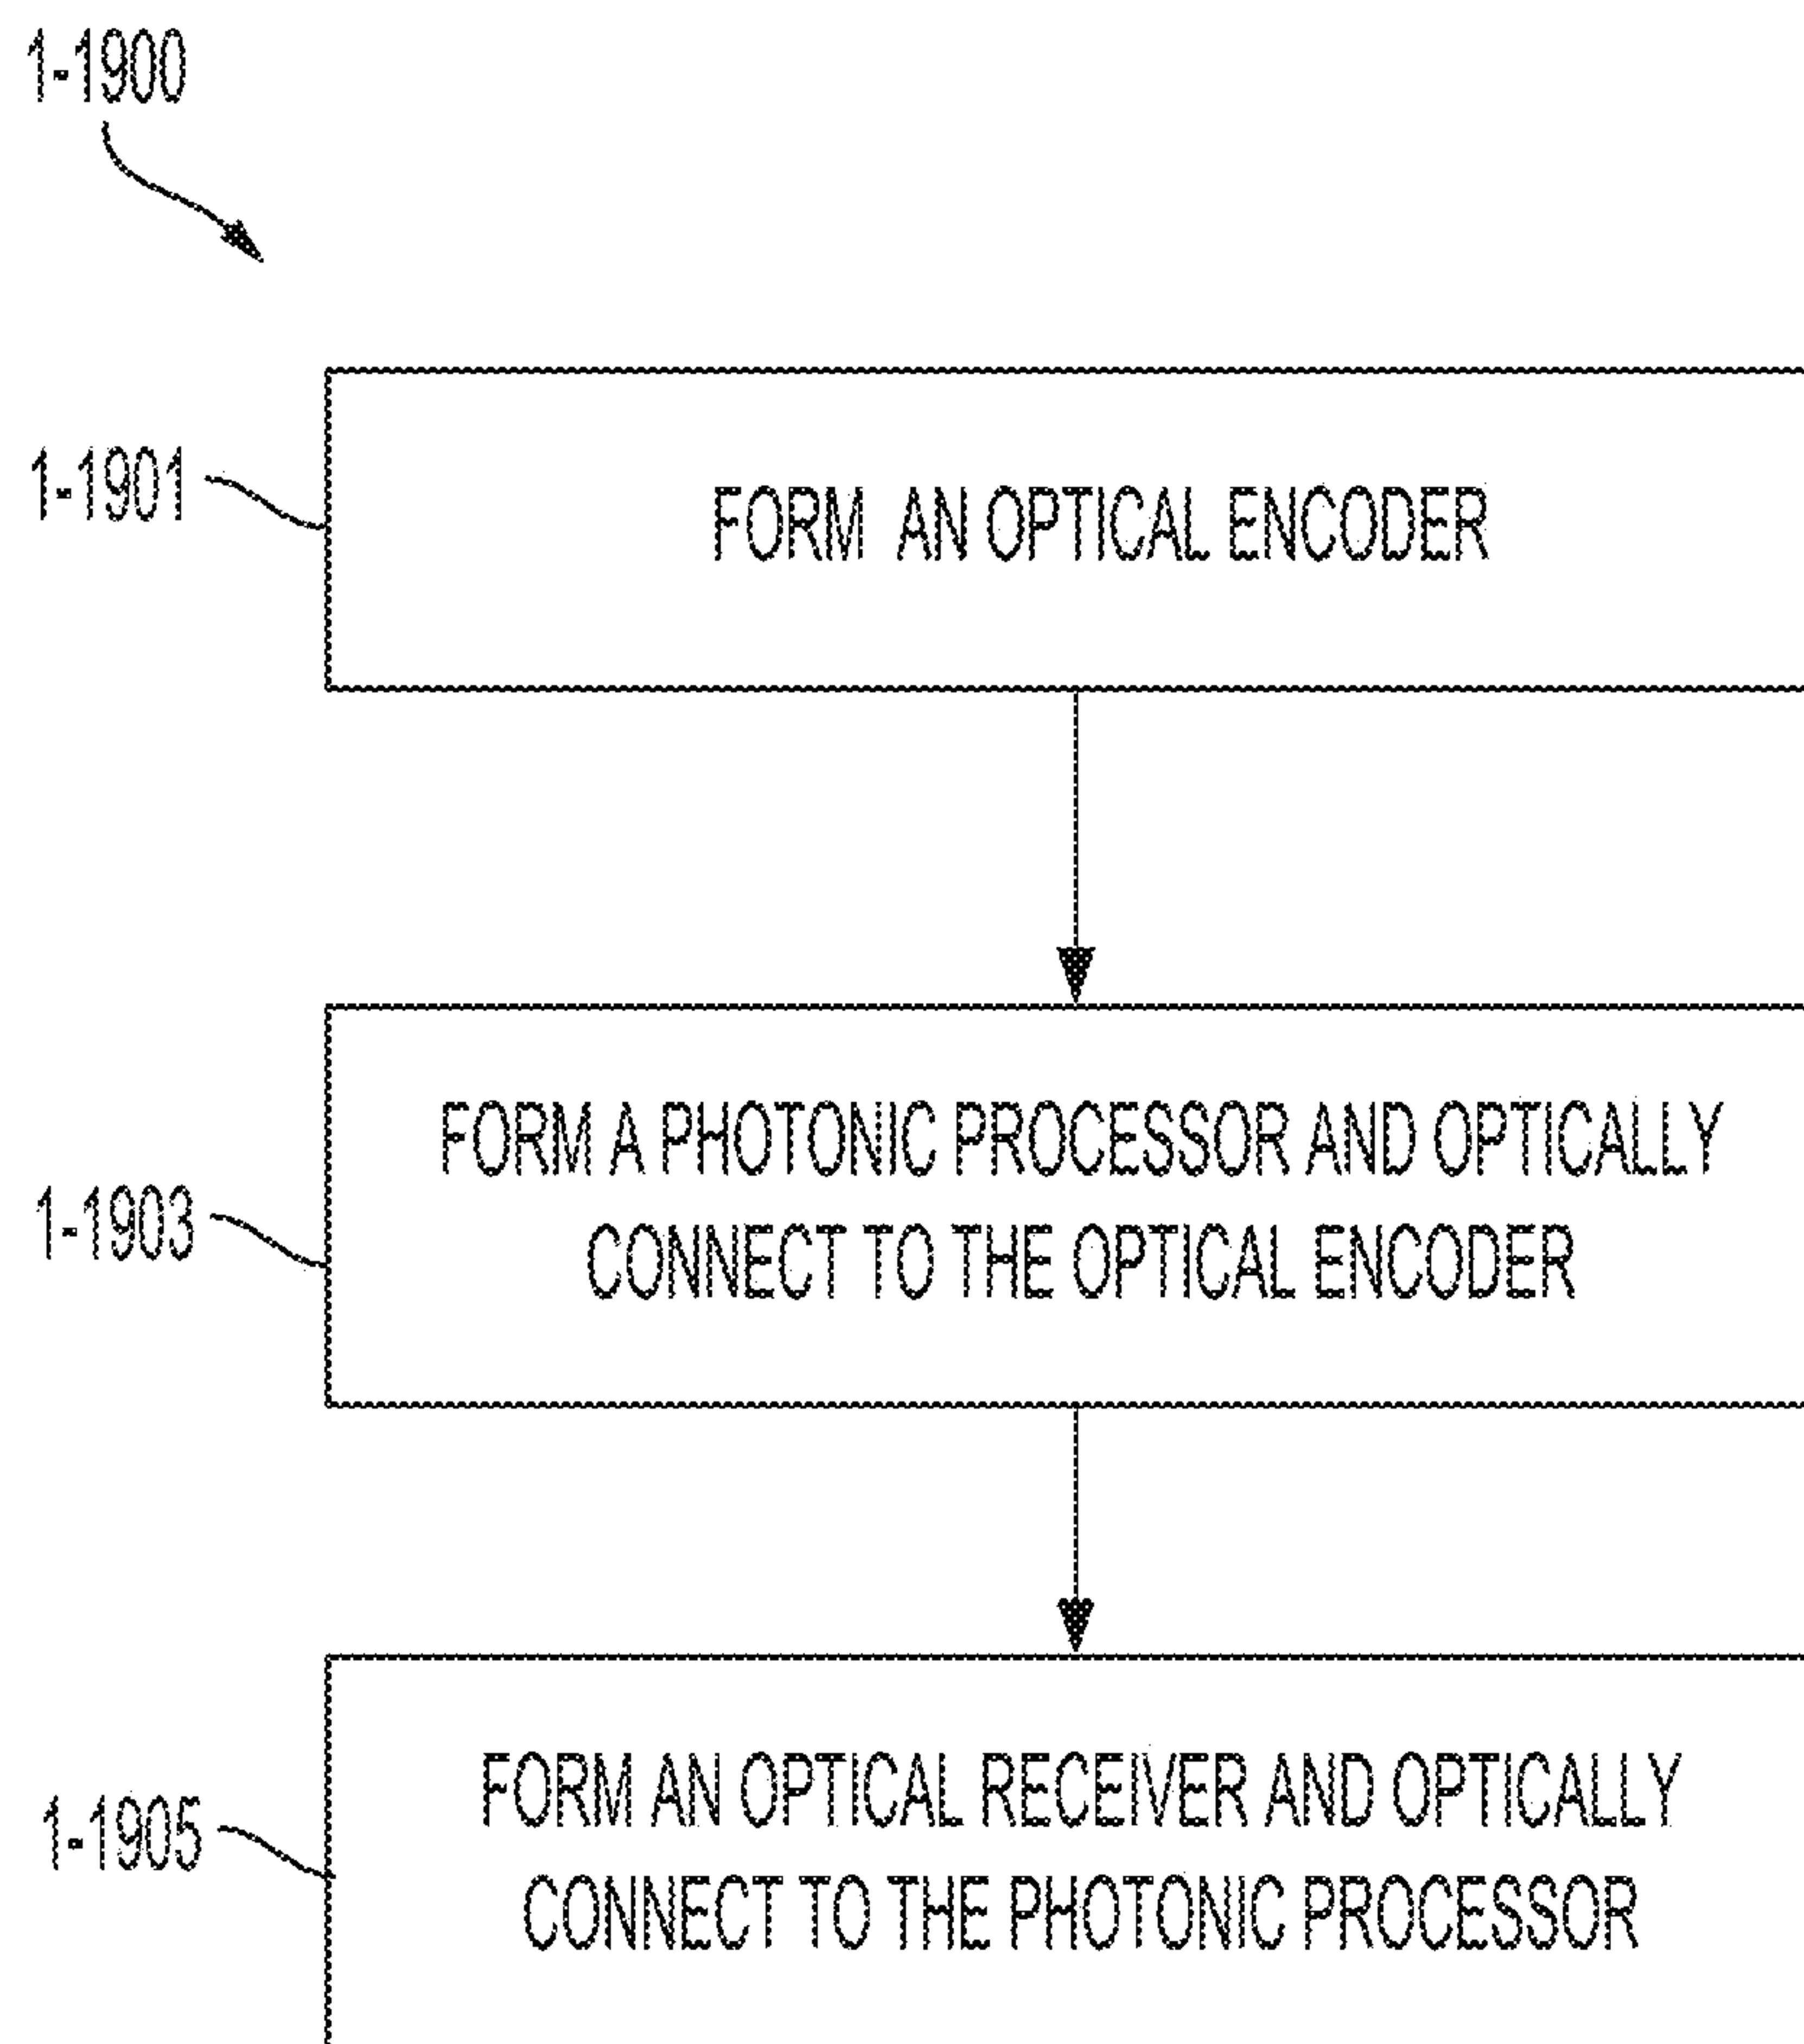 1-1900
1-1901
FORM AN OPTICAL ENCODER
1-1903
FORM A PHOTONIC PROCESSOR AND OPTICALLY
CONNECT TO THE OPTICAL ENCODER
1-1905
FORM AN OPTICAL RECEIVER AND OPTICALLY
CONNECT TO THE PHOTONIC PROCESSOR